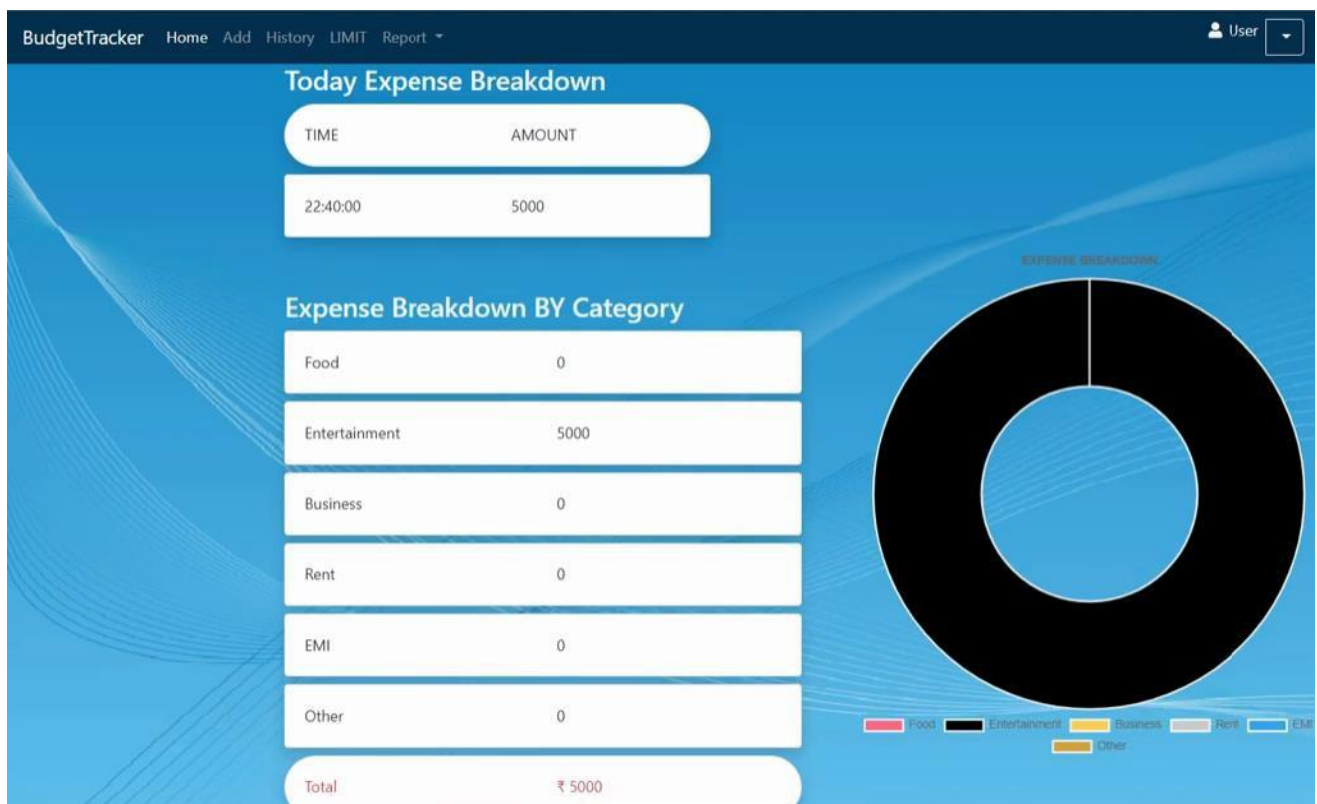 BudgetTracker Home Add History LIMIT Report User
Today Expense Breakdown
TIME AMOUNT
22:40:00 5000
Expense Breakdown BY Category
Food 0
Entertainment 5000
Business 0
Rent 0
EMI 0
Other 0
Total ₹ 5000
EXPENSE BREAKDOWN
Food Entertainment Business Rent EMI
Other